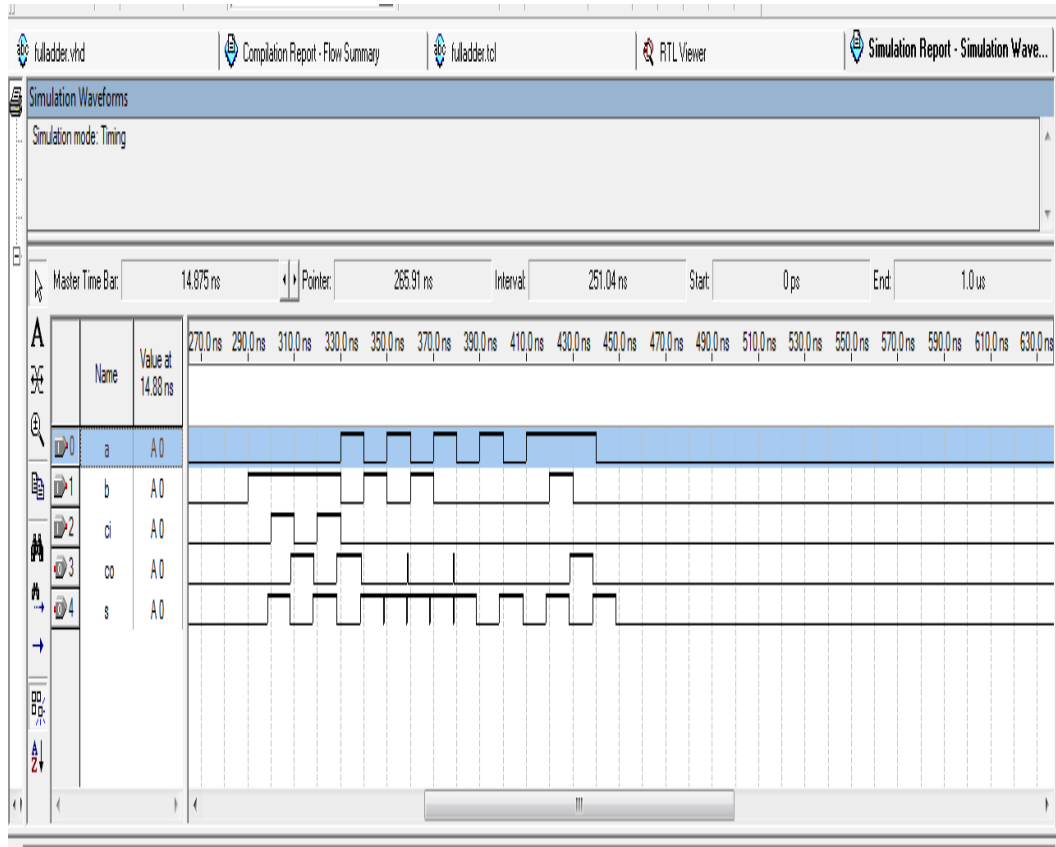 fulladder.vhd Compilation Report - Flow Summary fulladder.tcl RTL Viewer Simulation Report - Simulation Wave...
Simulation Waveforms
Simulation mode: Timing
Master Time Bar: 14.875 ns Pointer: 265.91 ns Interval: 251.04 ns Start: 0 ps End: 1.0 us
Name
Value at
14.88 ns
270.0 ns 290.0 ns 310.0 ns 330.0 ns 350.0 ns 370.0 ns 390.0 ns 410.0 ns 430.0 ns 450.0 ns 470.0 ns 490.0 ns 510.0 ns 530.0 ns 550.0 ns 570.0 ns 590.0 ns 610.0 ns 630.0 ns
0 a A 0
1 b A 0
2 ci A 0
3 co A 0
4 s A 0